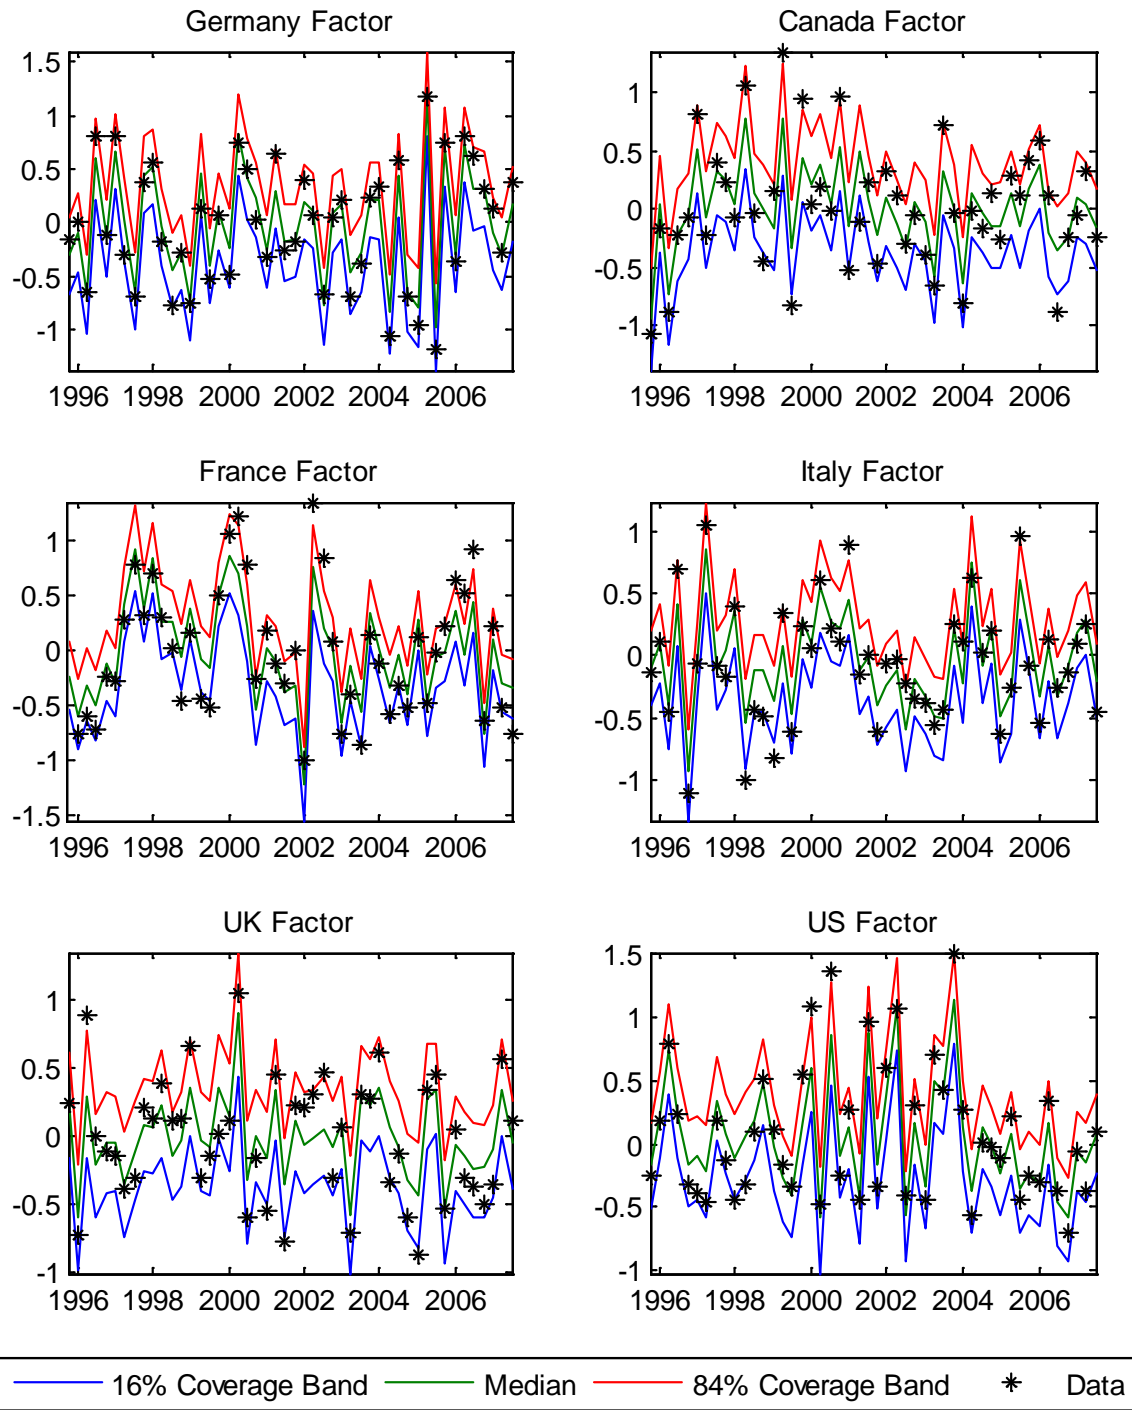 Germany Factor
1.5
1
0.5
0
-0.5
-1
1996 1998 2000 2002 2004 2006
Canada Factor
1
0.5
0
-0.5
-1
1996 1998 2000 2002 2004 2006
France Factor
1
0.5
0
-0.5
-1
-1.5
1996 1998 2000 2002 2004 2006
Italy Factor
1
0.5
0
-0.5
-1
1996 1998 2000 2002 2004 2006
UK Factor
1
0.5
0
-0.5
-1
1996 1998 2000 2002 2004 2006
US Factor
1.5
1
0.5
0
-0.5
-1
1996 1998 2000 2002 2004 2006
16% Coverage Band Median 84% Coverage Band Data